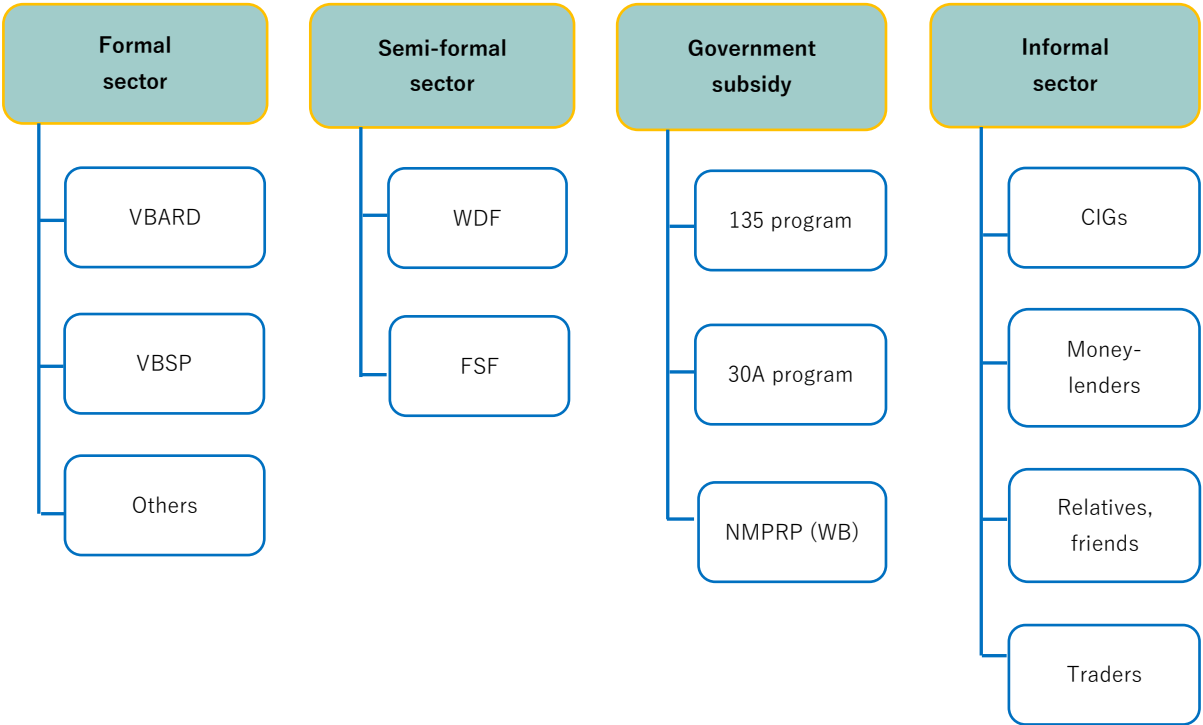 Formal
sector
VBARD
VBSP
Others
Semi-formal
sector
WDF
FSF
Government
subsidy
135 program
30A program
NMPRP (WB)
Informal
sector
CIGs
Money-
lenders
Relatives,
friends
Traders